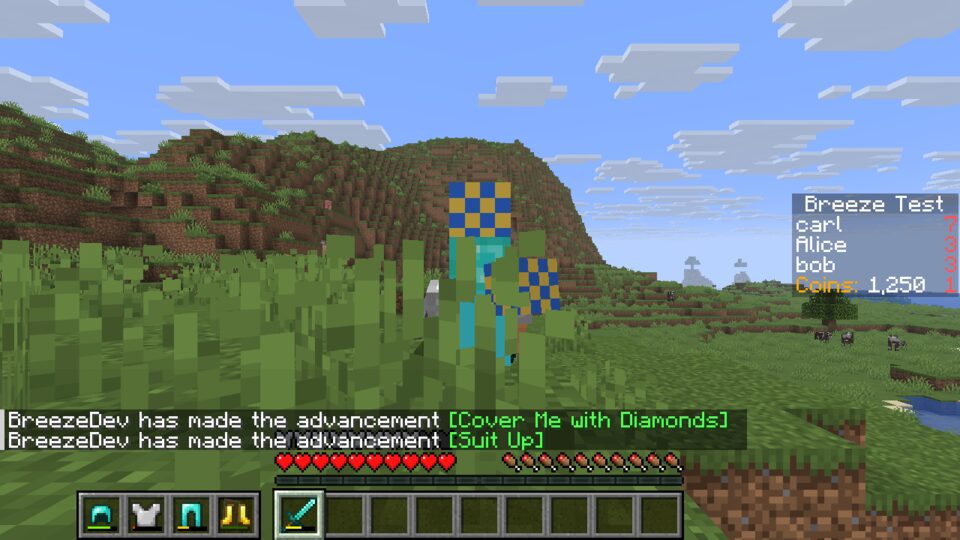 Breeze Test
carl 7
Alice 3
bob 3
Coins: 1,250 1
BreezeDev has made the advancement [Cover Me with Diamonds]
BreezeDev has made the advancement [Suit Up]